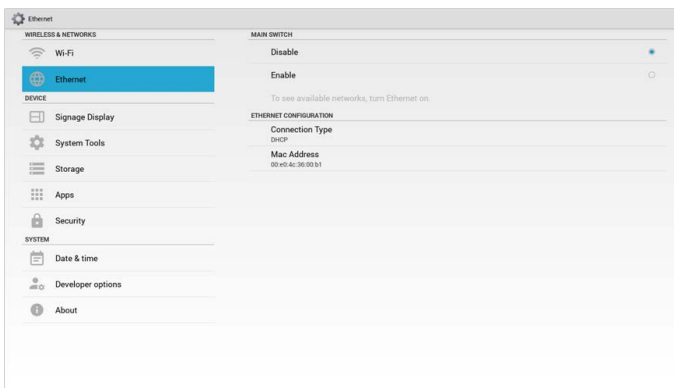 Ethernet
WIRELESS & NETWORKS
Wi-Fi
Ethernet
DEVICE
Signage Display
System Tools
Storage
Apps
Security
SYSTEM
Date & time
Developer options
About
MAIN SWITCH
Disable
Enable
To see available networks, turn Ethernet on.
ETHERNET CONFIGURATION
Connection Type
DHCP
Mac Address
00:e0:4c:36:00:b1